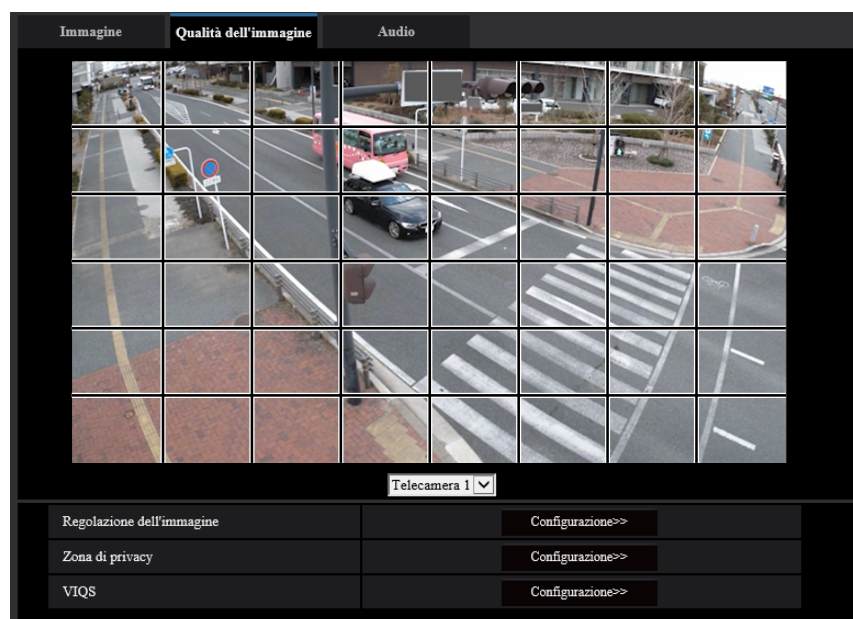 Immagine
Qualità dell'immagine
Audio
Telecamera 1
Regolazione dell'immagine
Configurazione>>
Zona di privacy
Configurazione>>
VIQS
Configurazione>>